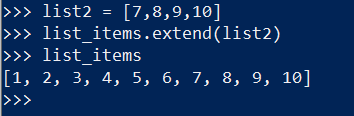 >>> list2 = [7,8,9,10]
>>> list_items.extend(list2)
>>> list_items
[1, 2, 3, 4, 5, 6, 7, 8, 9, 10]
>>>